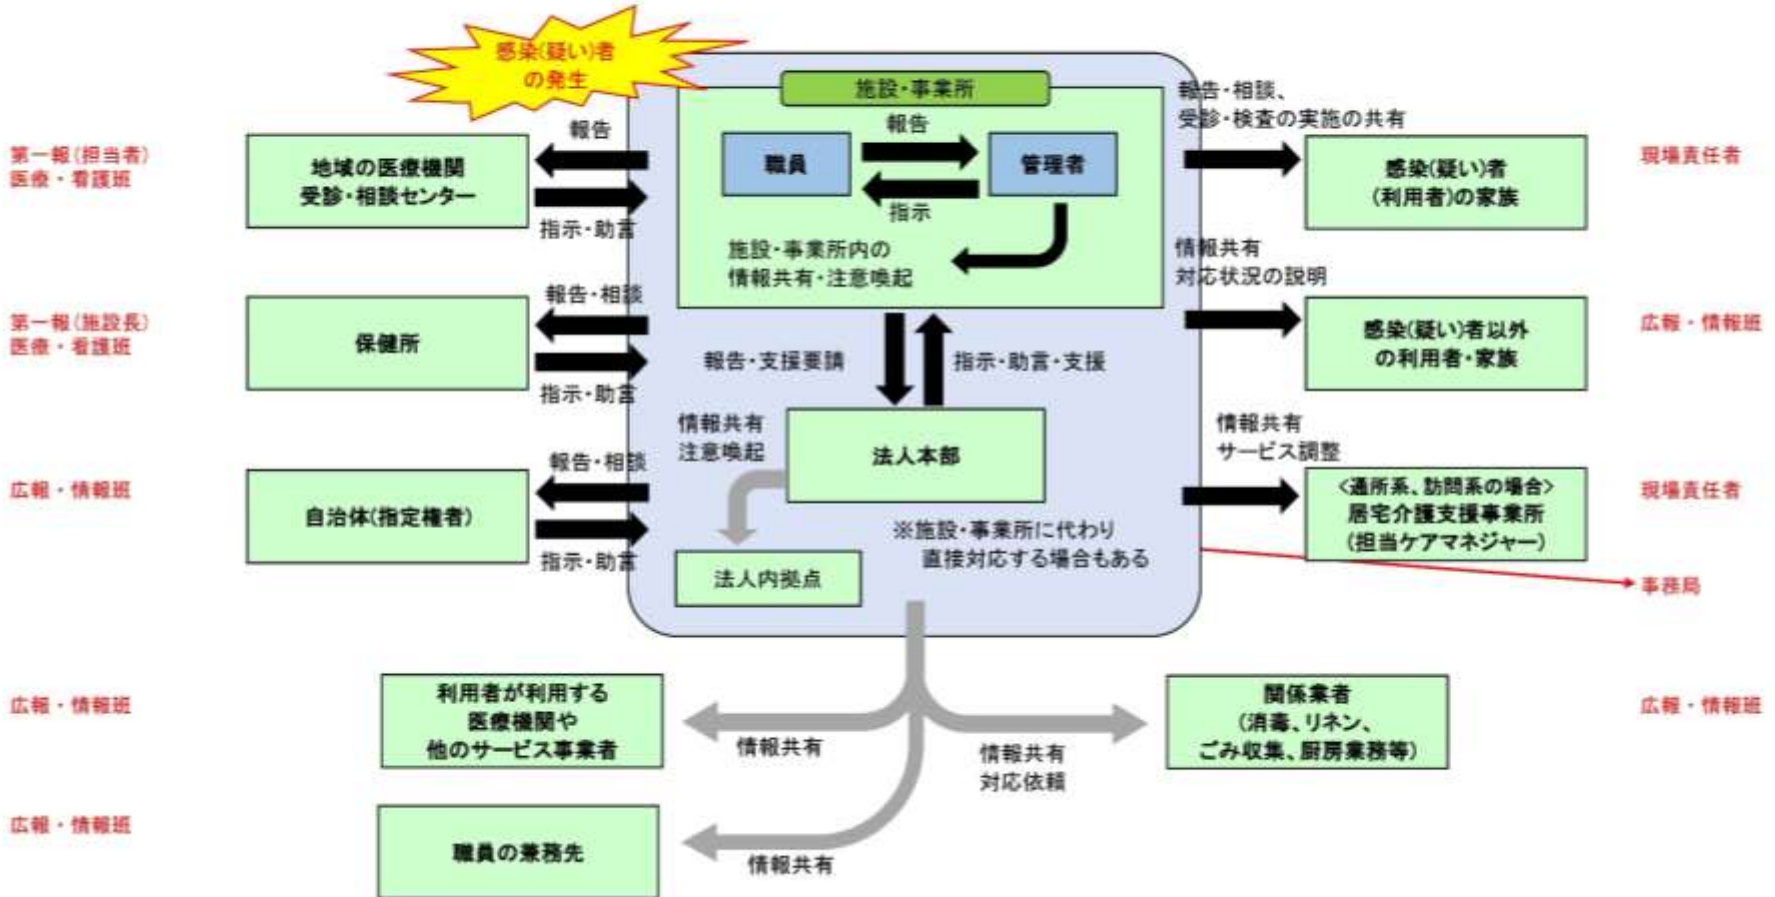 感染(疑い)者
の発生
施設・事業所
報告
職員
管理者
指示
施設・事業所内の
情報共有・注意喚起
第一報(担当者)
医療・看護班
報告
地域の医療機関
受診・相談センター
指示・助言
報告・相談、
受診・検査の実施の共有
感染(疑い)者
(利用者)の家族
現場責任者
第一報(施設長)
医療・看護班
報告・相談
保健所
指示・助言
報告・支援要請
指示・助言・支援
情報共有
対応状況の説明
感染(疑い)者以外
の利用者・家族
広報・情報班
広報・情報班
報告・相談
自治体(指定権者)
指示・助言
情報共有
注意喚起
法人本部
※施設・事業所に代わり
直接対応する場合もある
法人内拠点
情報共有
サービス調整
<通所系、訪問系の場合>
居宅介護支援事業所
(担当ケアマネジャー)
現場責任者
事務局
広報・情報班
利用者が利用する
医療機関や
他のサービス事業者
情報共有
情報共有
対応依頼
関係業者
(消毒、リネン、
ごみ収集、厨房業務等)
広報・情報班
広報・情報班
職員の兼務先
情報共有